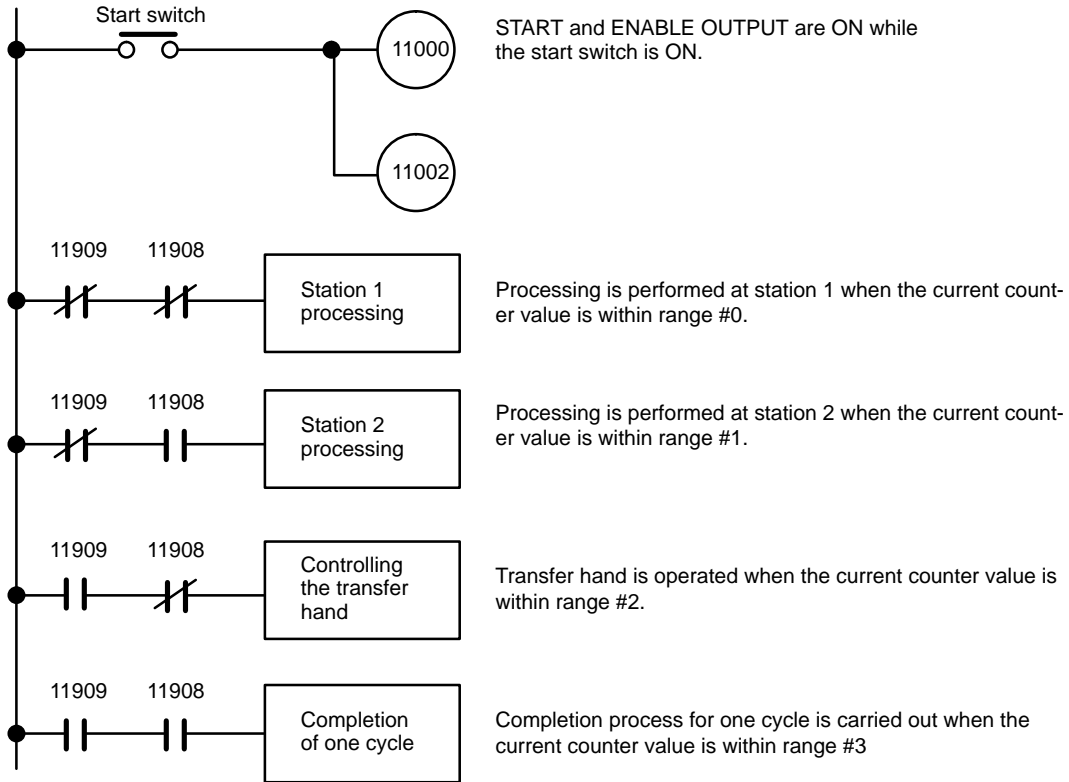 Start switch
11000
START and ENABLE OUTPUT are ON while
the start switch is ON.
11002
11909 11908
Station 1
processing
Processing is performed at station 1 when the current count-
er value is within range #0.
11909 11908
Station 2
processing
Processing is performed at station 2 when the current count-
er value is within range #1.
11909 11908
Controlling
the transfer
hand
Transfer hand is operated when the current counter value is
within range #2.
11909 11908
Completion
of one cycle
Completion process for one cycle is carried out when the
current counter value is within range #3